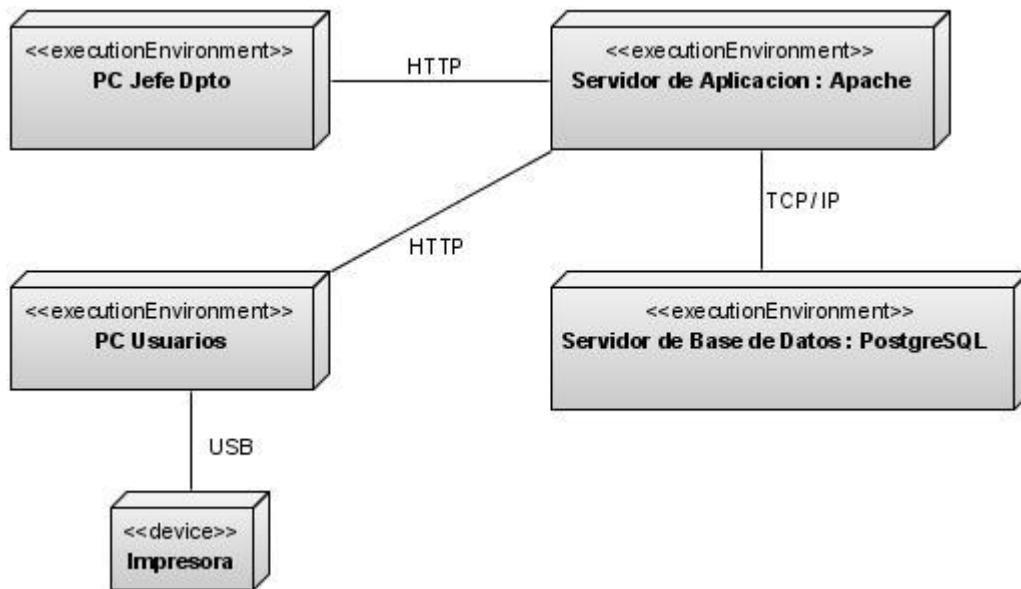 <<executionEnvironment>>
PC Jefe Dpto
HTTP
<<executionEnvironment>>
Servidor de Aplicacion : Apache
TCP/IP
HTTP
<<executionEnvironment>>
PC Usuarios
<<executionEnvironment>>
Servidor de Base de Datos : PostgreSQL
USB
<<device>>
Impresora